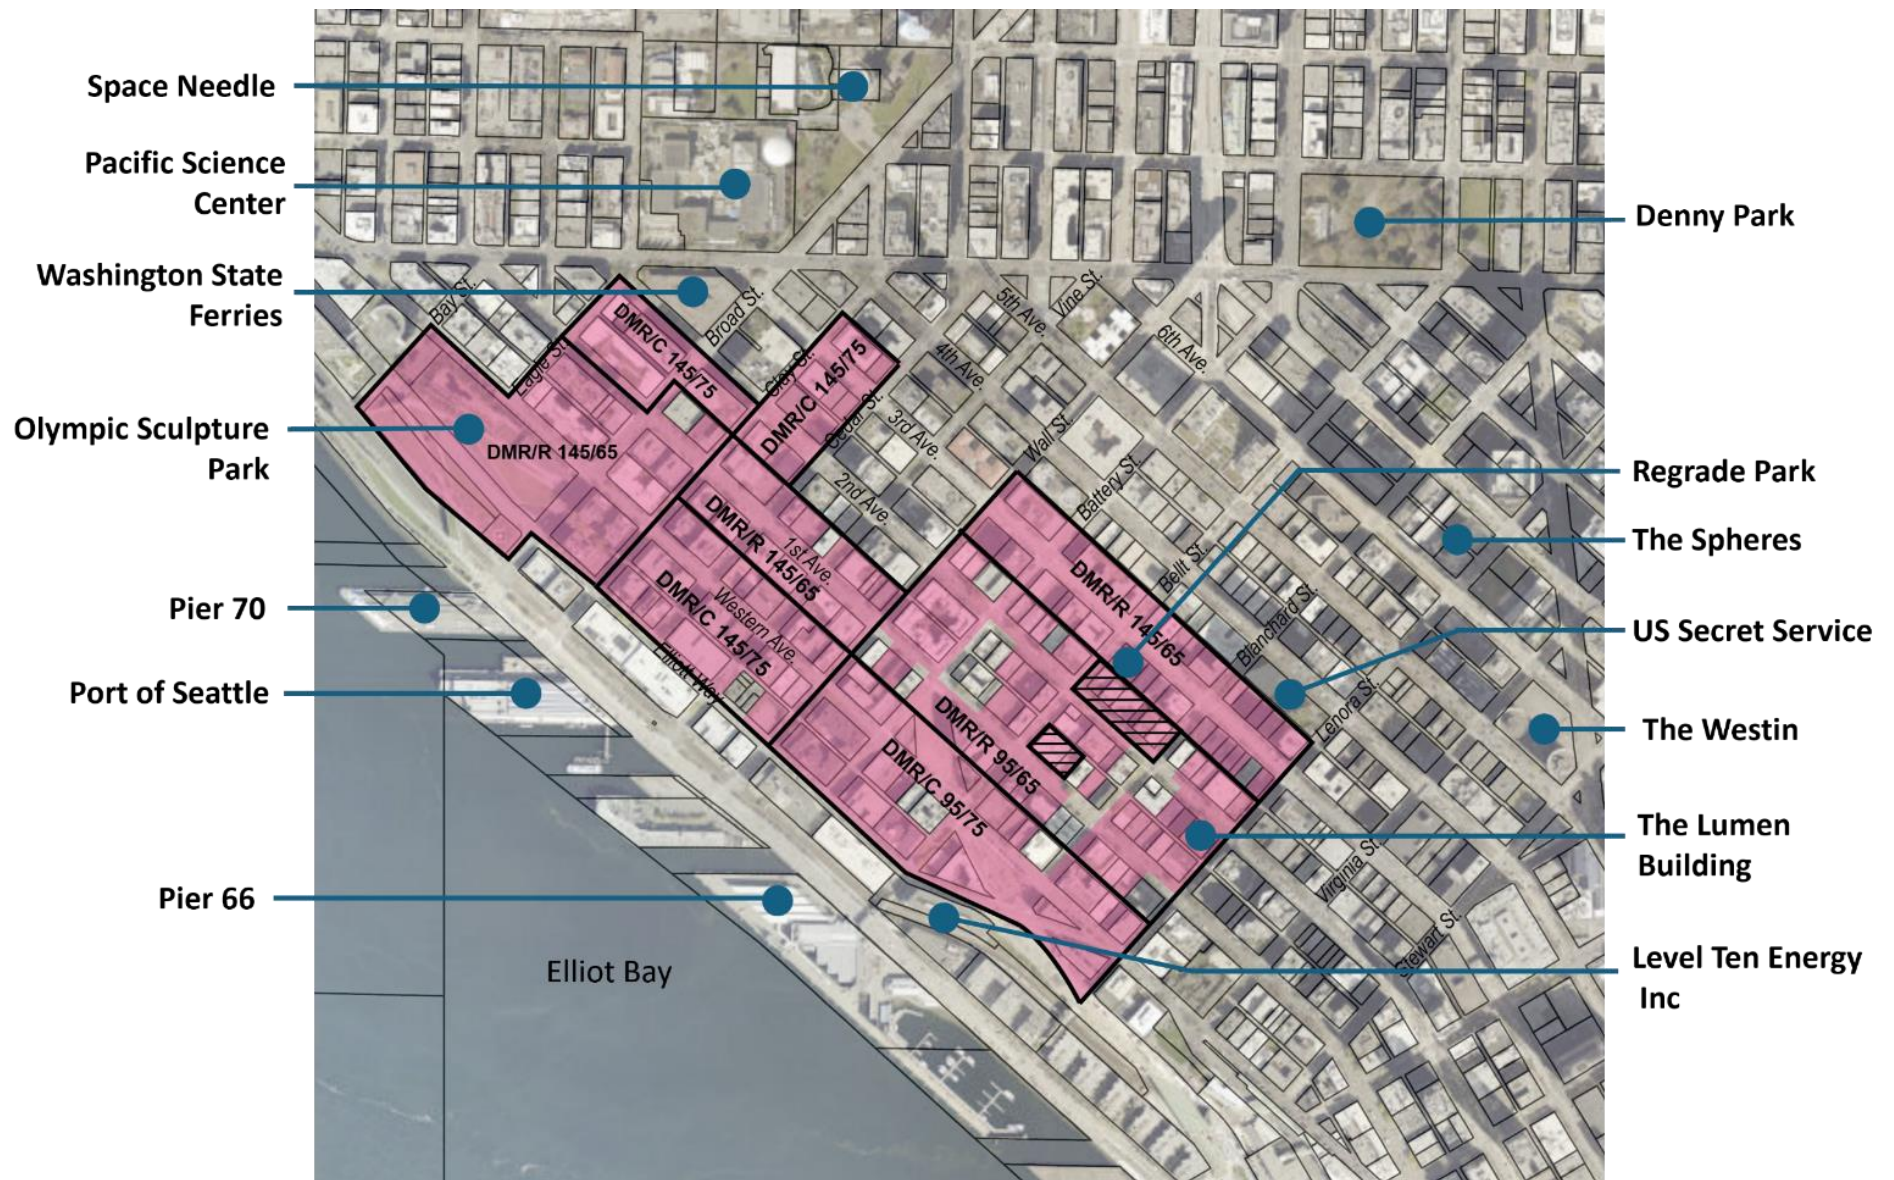 Space Needle
Pacific Science
Center
Washington State
Ferries
Olympic Sculpture
Park
Pier 70
Port of Seattle
Pier 66
Denny Park
Regrade Park
The Spheres
US Secret Service
The Westin
The Lumen
Building
Level Ten Energy
Inc
Bay St.
Eagle St.
Broad St.
Clay St.
Cedar St.
Vine St.
Wall St.
Battery St.
Bellt St.
Blanchard St.
Lenora St.
Virginia St.
Stewart St.
6th Ave.
5th Ave.
4th Ave.
3rd Ave.
2nd Ave.
1st Ave.
Western Ave.
Elliott Way
DMR/C 145/75
DMR/C 145/75
DMR/R 145/65
DMR/R 145/65
DMR/C 145/75
DMR/R 145/65
DMR/R 95/65
DMR/C 95/75
Elliot Bay